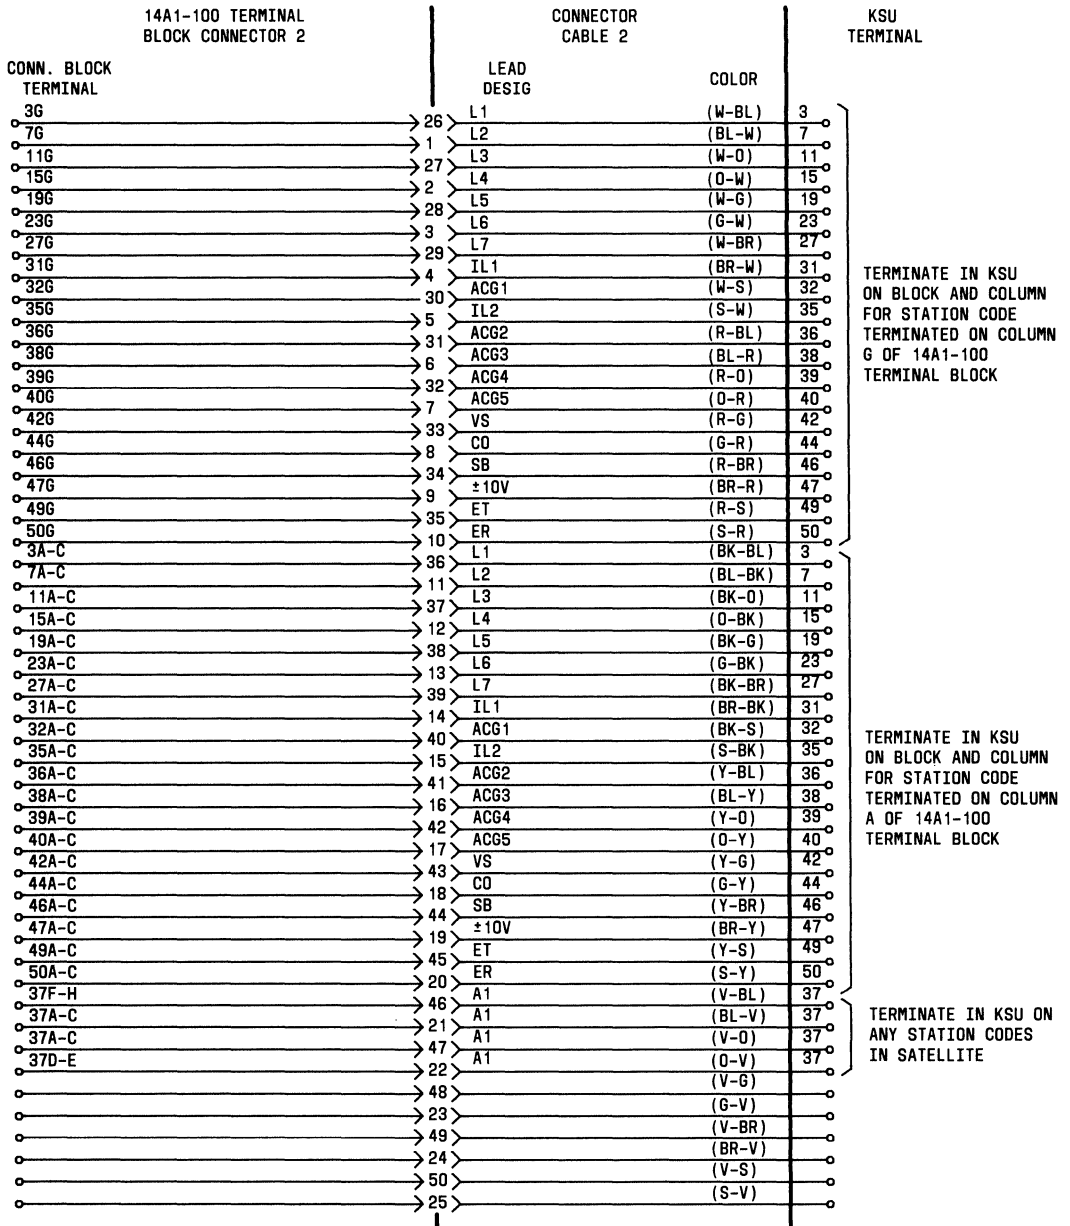 14A1-100 TERMINAL BLOCK CONNECTOR 2
CONNECTOR CABLE 2
KSU TERMINAL
CONN. BLOCK TERMINAL
LEAD DESIG
COLOR
3G 26 L1 (W-BL) 3
7G 1 L2 (BL-W) 7
11G 27 L3 (W-O) 11
15G 2 L4 (O-W) 15
19G 28 L5 (W-G) 19
23G 3 L6 (G-W) 23
27G 29 L7 (W-BR) 27
31G 4 IL1 (BR-W) 31
32G 30 ACG1 (W-S) 32
35G 5 IL2 (S-W) 35
36G 31 ACG2 (R-BL) 36
38G 6 ACG3 (BL-R) 38
39G 32 ACG4 (R-O) 39
40G 7 ACG5 (O-R) 40
42G 33 VS (R-G) 42
44G 8 CO (G-R) 44
46G 34 SB (R-BR) 46
47G 9 ±10V (BR-R) 47
49G 35 ET (R-S) 49
50G 10 ER (S-R) 50
TERMINATE IN KSU
ON BLOCK AND COLUMN
FOR STATION CODE
TERMINATED ON COLUMN
G OF 14A1-100
TERMINAL BLOCK
3A-C 36 L1 (BK-BL) 3
7A-C 11 L2 (BL-BK) 7
11A-C 37 L3 (BK-O) 11
15A-C 12 L4 (O-BK) 15
19A-C 38 L5 (BK-G) 19
23A-C 13 L6 (G-BK) 23
27A-C 39 L7 (BK-BR) 27
31A-C 14 IL1 (BR-BK) 31
32A-C 40 ACG1 (BK-S) 32
35A-C 15 IL2 (S-BK) 35
36A-C 41 ACG2 (Y-BL) 36
38A-C 16 ACG3 (BL-Y) 38
39A-C 42 ACG4 (Y-O) 39
40A-C 17 ACG5 (O-Y) 40
42A-C 43 VS (Y-G) 42
44A-C 18 CO (G-Y) 44
46A-C 44 SB (Y-BR) 46
47A-C 19 ±10V (BR-Y) 47
49A-C 45 ET (Y-S) 49
50A-C 20 ER (S-Y) 50
TERMINATE IN KSU
ON BLOCK AND COLUMN
FOR STATION CODE
TERMINATED ON COLUMN
A OF 14A1-100
TERMINAL BLOCK
37F-H 46 A1 (V-BL) 37
37A-C 21 A1 (BL-V) 37
37A-C 47 A1 (V-O) 37
37D-E 22 A1 (O-V) 37
TERMINATE IN KSU ON
ANY STATION CODES
IN SATELLITE
48 (V-G)
23 (G-V)
49 (V-BR)
24 (BR-V)
50 (V-S)
25 (S-V)